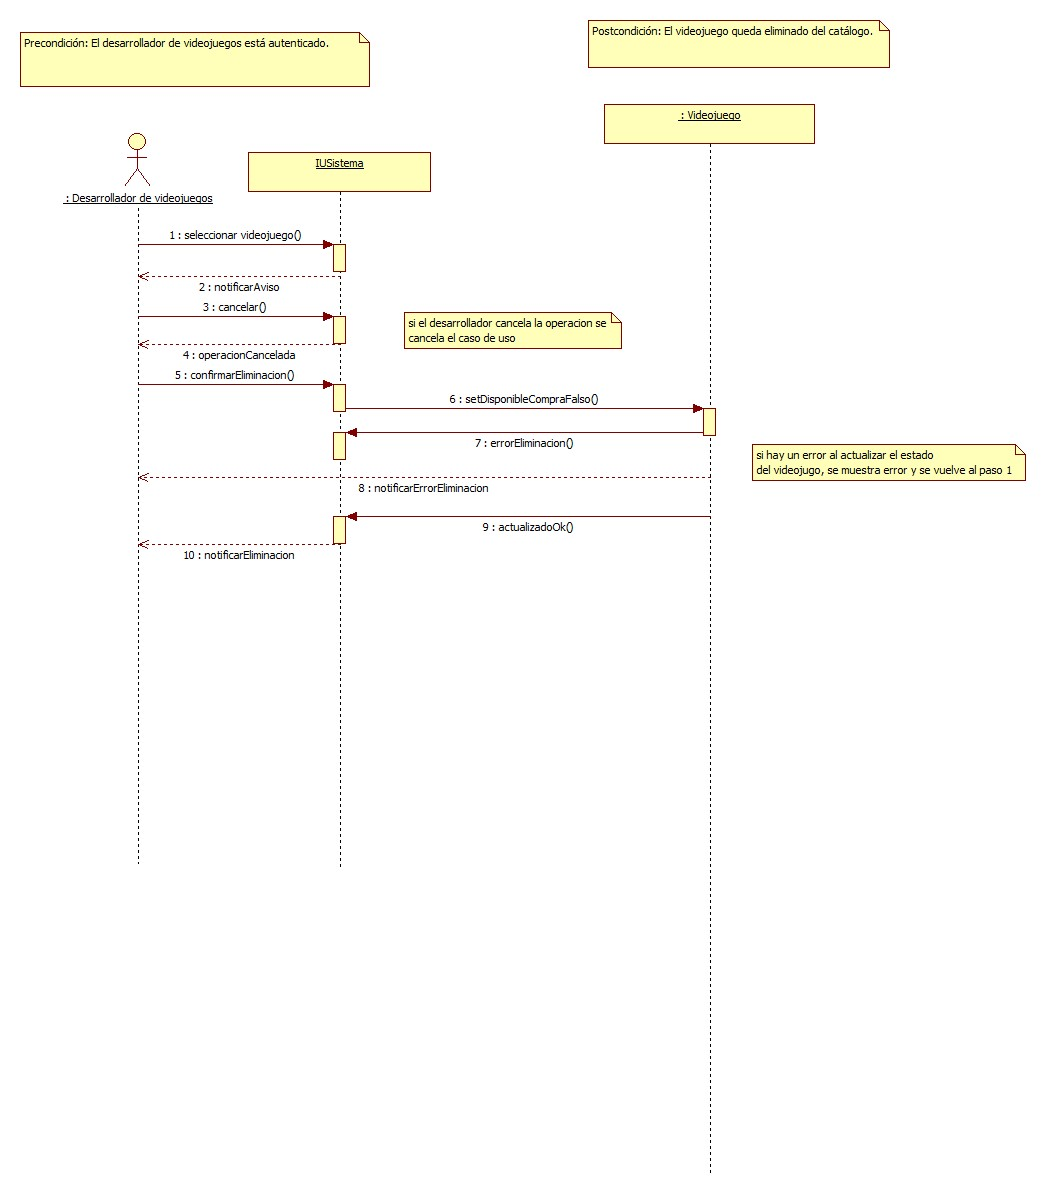 Precondición: El desarrollador de videojuegos está autenticado.
Postcondición: El videojuego queda eliminado del catálogo.
: Videojuego
IUSistema
: Desarrollador de videojuegos
1 : seleccionar videojuego()
2 : notificarAviso
3 : cancelar()
si el desarrollador cancela la operacion se
cancela el caso de uso
4 : operacionCancelada
5 : confirmarEliminacion()
6 : setDisponibleCompraFalso()
7 : errorEliminacion()
si hay un error al actualizar el estado
del videojugo, se muestra error y se vuelve al paso 1
8 : notificarErrorEliminacion
9 : actualizadoOk()
10 : notificarEliminacion